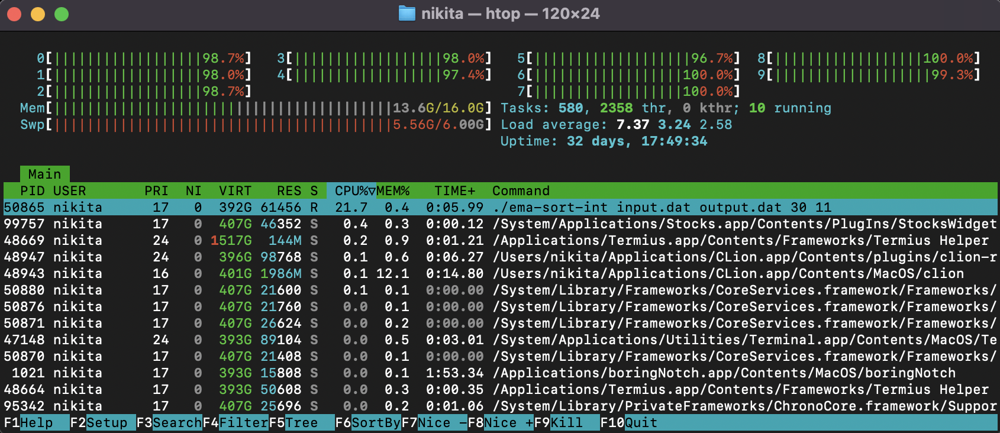 nikita — htop — 120×24
0[||||||||||||||||||98.7%] 3[||||||||||||||||||98.0%] 5[|||||||||||||||||||96.7%] 8[||||||||||||||||||100.0%]
1[||||||||||||||||||98.0%] 4[||||||||||||||||||97.4%] 6[||||||||||||||||||100.0%] 9[|||||||||||||||||||99.3%]
2[||||||||||||||||||98.7%] 7[||||||||||||||||||100.0%]
Mem[|||||||||||||||||||||||||||||||||||||||||13.6G/16.0G] Tasks: 580, 2358 thr, 0 kthr; 10 running
Swp[|||||||||||||||||||||||||||||||||||||||||5.56G/6.00G] Load average: 7.37 3.24 2.58
Uptime: 32 days, 17:49:34
Main
PID USER PRI NI VIRT RES S CPU%▽MEM% TIME+ Command
50865 nikita 17 0 392G 61456 R 21.7 0.4 0:05.99 ./ema-sort-int input.dat output.dat 30 11
99757 nikita 17 0 407G 46352 S 0.4 0.3 0:00.12 /System/Applications/Stocks.app/Contents/PlugIns/StocksWidget
48669 nikita 24 0 1517G 144M S 0.2 0.9 0:01.21 /Applications/Termius.app/Contents/Frameworks/Termius Helper
48947 nikita 24 0 396G 98768 S 0.1 0.6 0:06.27 /Users/nikita/Applications/CLion.app/Contents/plugins/clion-r
48943 nikita 16 0 401G 1986M S 0.1 12.1 0:14.80 /Users/nikita/Applications/CLion.app/Contents/MacOS/clion
50880 nikita 17 0 407G 21600 S 0.1 0.1 0:00.00 /System/Library/Frameworks/CoreServices.framework/Frameworks/
50876 nikita 17 0 407G 21760 S 0.0 0.1 0:00.00 /System/Library/Frameworks/CoreServices.framework/Frameworks/
50871 nikita 17 0 407G 26624 S 0.0 0.2 0:00.00 /System/Library/Frameworks/CoreServices.framework/Frameworks/
47148 nikita 24 0 393G 89104 S 0.0 0.5 0:03.01 /System/Applications/Utilities/Terminal.app/Contents/MacOS/Te
50870 nikita 17 0 407G 21408 S 0.0 0.1 0:00.00 /System/Library/Frameworks/CoreServices.framework/Frameworks/
1021 nikita 17 0 393G 15808 S 0.0 0.1 1:53.34 /Applications/boringNotch.app/Contents/MacOS/boringNotch
48664 nikita 17 0 393G 50608 S 0.0 0.3 0:00.35 /Applications/Termius.app/Contents/Frameworks/Termius Helper
95342 nikita 17 0 407G 25696 S 0.0 0.2 0:01.06 /System/Library/PrivateFrameworks/ChronoCore.framework/Suppor
F1Help F2Setup F3SearchF4FilterF5Tree F6SortByF7Nice -F8Nice +F9Kill F10Quit